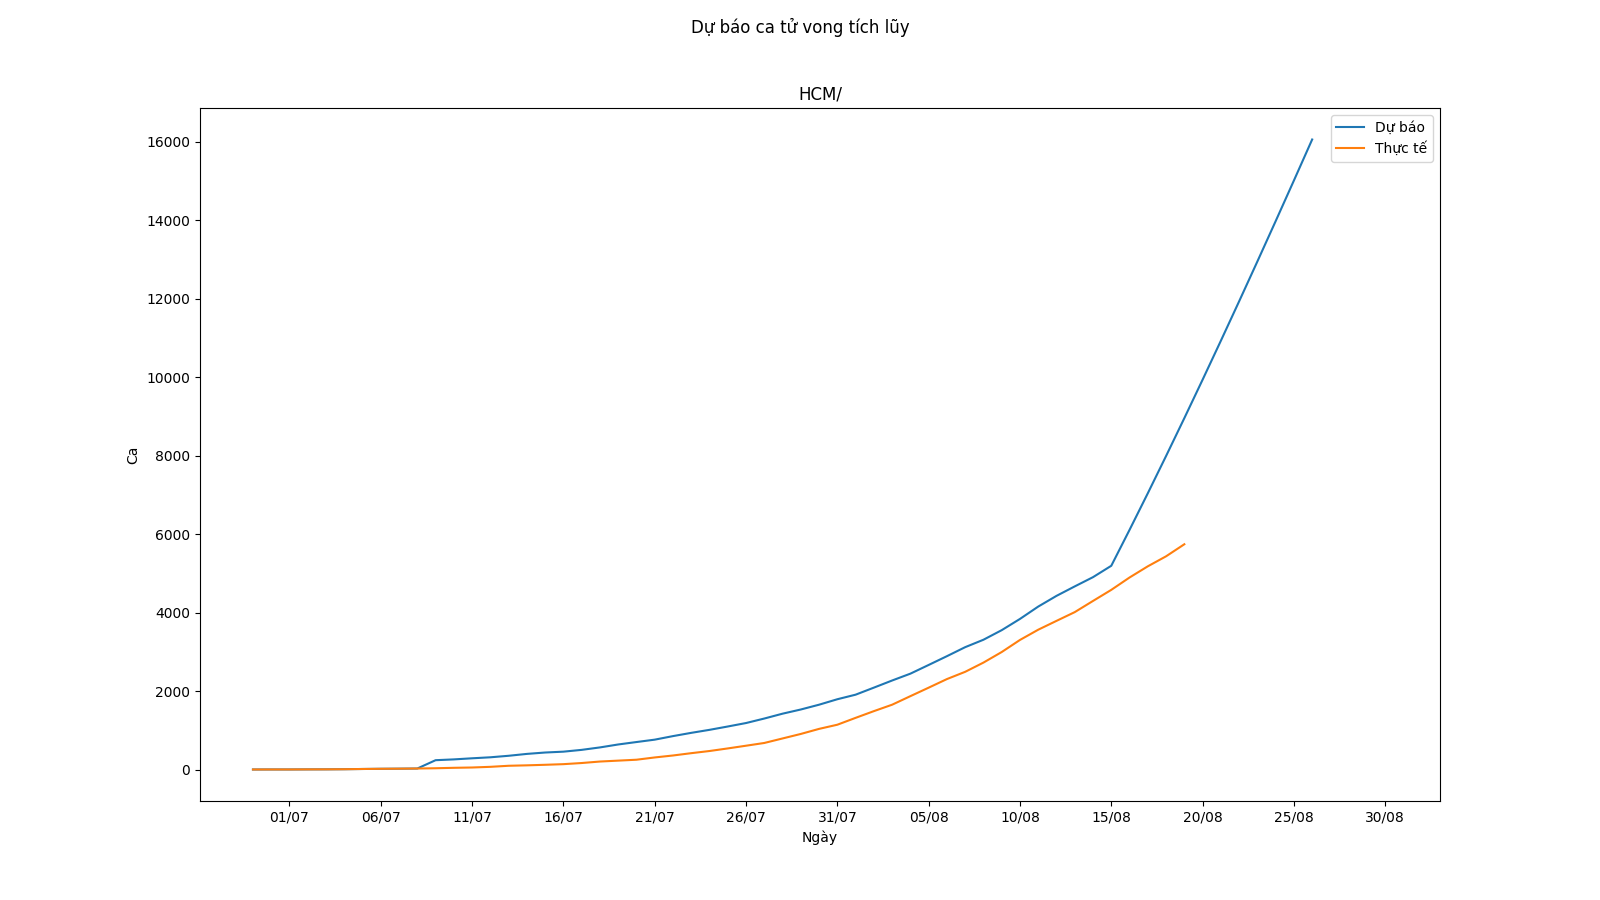 Dự báo ca tử vong tích lũy
HCM/
Dự báo
Thực tế
16000
14000
12000
10000
8000
6000
4000
2000
0
Ca
01/07 06/07 11/07 16/07 21/07 26/07 31/07 05/08 10/08 15/08 20/08 25/08 30/08
Ngày